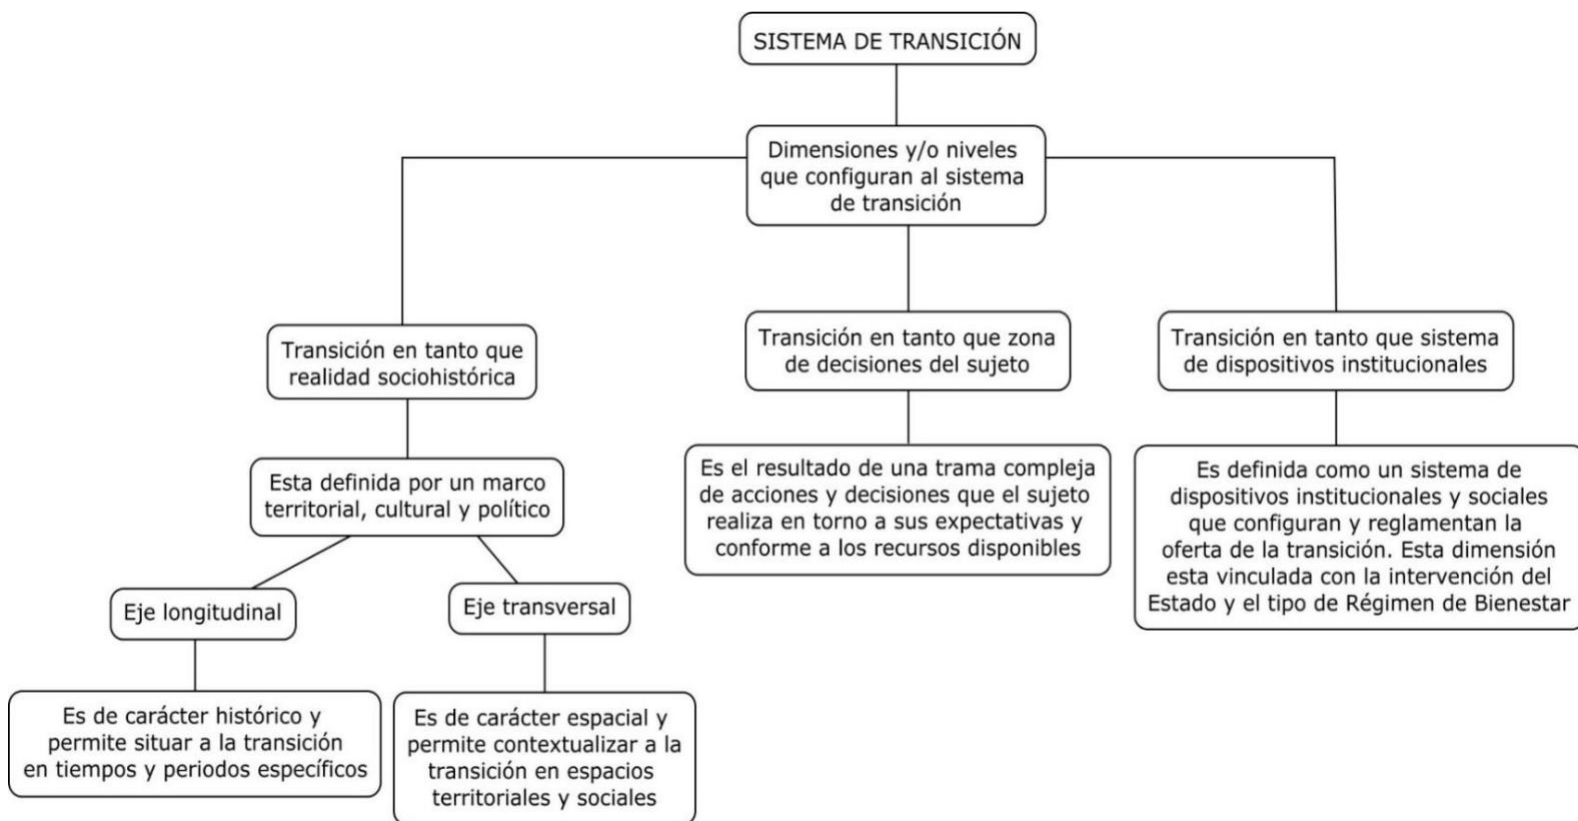 SISTEMA DE TRANSICIÓN
Dimensiones y/o niveles
que configuran al sistema
de transición
Transición en tanto que
realidad sociohistórica
Transición en tanto que zona
de decisiones del sujeto
Transición en tanto que sistema
de dispositivos institucionales
Esta definida por un marco
territorial, cultural y político
Es el resultado de una trama compleja
de acciones y decisiones que el sujeto
realiza en torno a sus expectativas y
conforme a los recursos disponibles
Es definida como un sistema de
dispositivos institucionales y sociales
que configuran y reglamentan la
oferta de la transición. Esta dimensión
esta vinculada con la intervención del
Estado y el tipo de Régimen de Bienestar
Eje longitudinal
Eje transversal
Es de carácter histórico y
permite situar a la transición
en tiempos y periodos específicos
Es de carácter espacial y
permite contextualizar a la
transición en espacios
territoriales y sociales